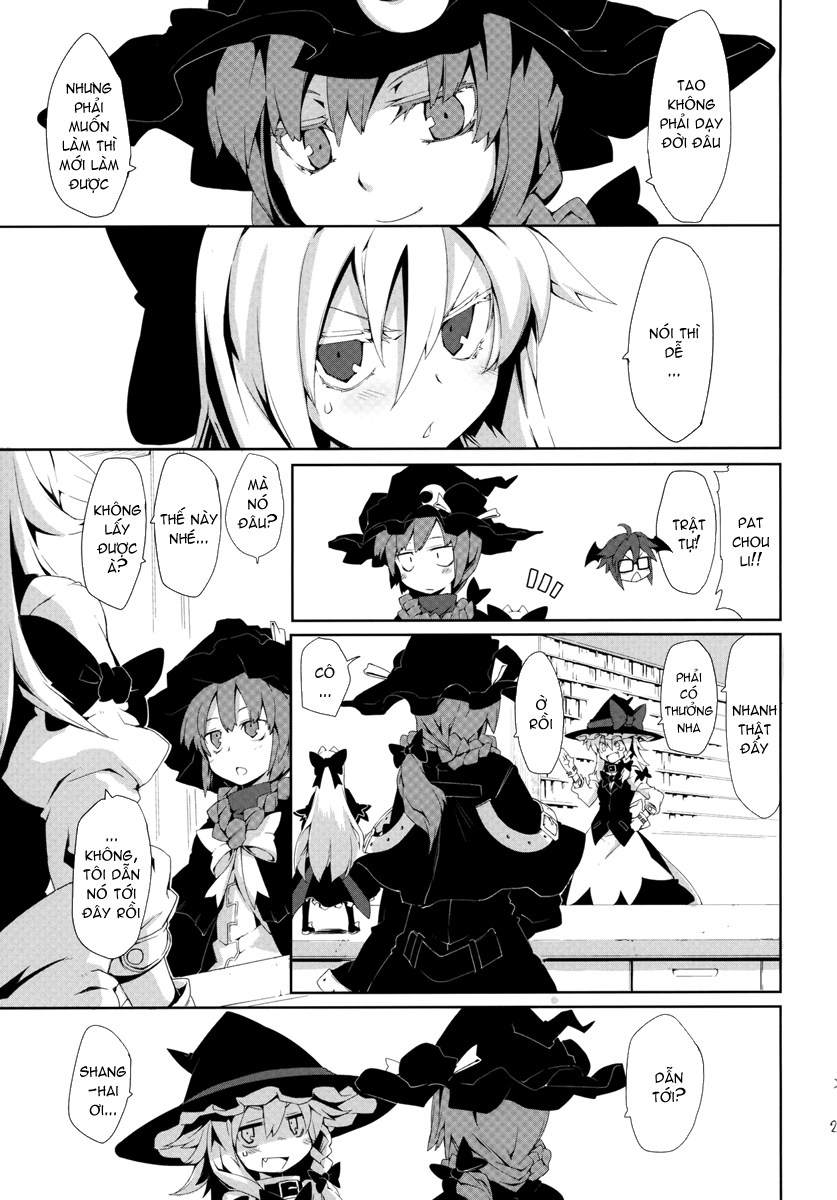 TAO
KHÔNG
PHẢI DẠY
ĐỜI ĐÂU
NHƯNG
PHẢI
MUỐN
LÀM THÌ
MỚI LÀM
ĐƯỢC
NÓI THÌ
DỄ
...
PAT
CHOU
LI!!
TRẬT
TỰ!
NHANH
THẬT
ĐẤY
PHẢI
CÓ
THƯỞNG
NHA
Ờ
RỒI
CÔ
...
MÀ
NÓ
ĐÂU?
THẾ NÀY
NHÉ...
KHÔNG
LẤY
ĐƯỢC
À?
...
KHÔNG,
TÔI DẪN
NÓ TỚI
ĐÂY RỒI
DẪN
TỚI?
SHANG
-HAI
ƠI...
2